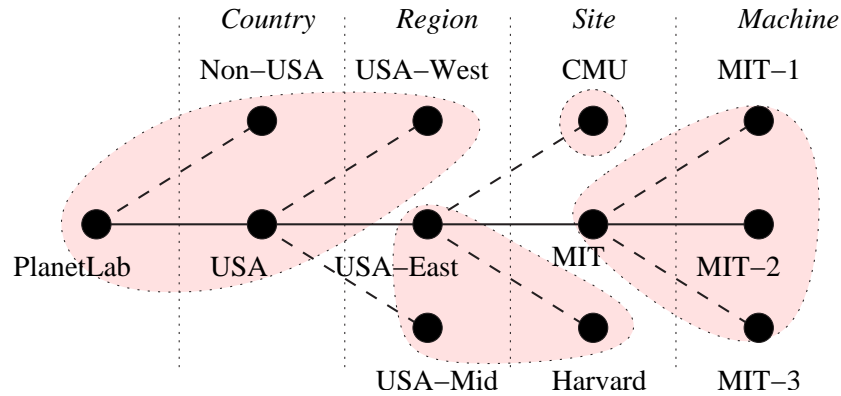 Country Region Site Machine
Non−USA USA−West CMU MIT−1
PlanetLab USA USA−East MIT MIT−2
USA−Mid Harvard MIT−3